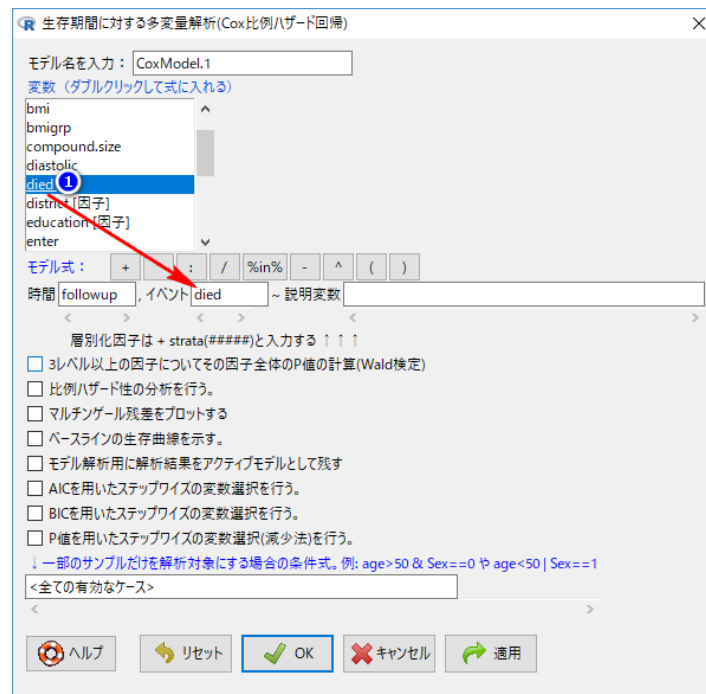 生存期間に対する多変量解析(Cox比例ハザード回帰)
モデル名を入力： CoxModel.1
変数（ダブルクリックして式に入れる）
bmi
bmigrp
compound.size
diastolic
died 1
district [因子]
education [因子]
enter
モデル式： + : / %in% - ^ ( )
時間 followup , イベント died ~ 説明変数
層別化因子は + strata(#####)と入力する ↑ ↑ ↑
3レベル以上の因子についてその因子全体のP値の計算(Wald検定)
比例ハザード性の分析を行う。
マルチンゲール残差をプロットする
ベースラインの生存曲線を示す。
モデル解析用に解析結果をアクティブモデルとして残す
AICを用いたステップワイズの変数選択を行う。
BICを用いたステップワイズの変数選択を行う。
P値を用いたステップワイズの変数選択(減少法)を行う。
↓一部のサンプルだけを解析対象にする場合の条件式。例: age>50 & Sex==0 や age<50 | Sex==1
<全ての有効なケース>
ヘルプ リセット OK キャンセル 適用